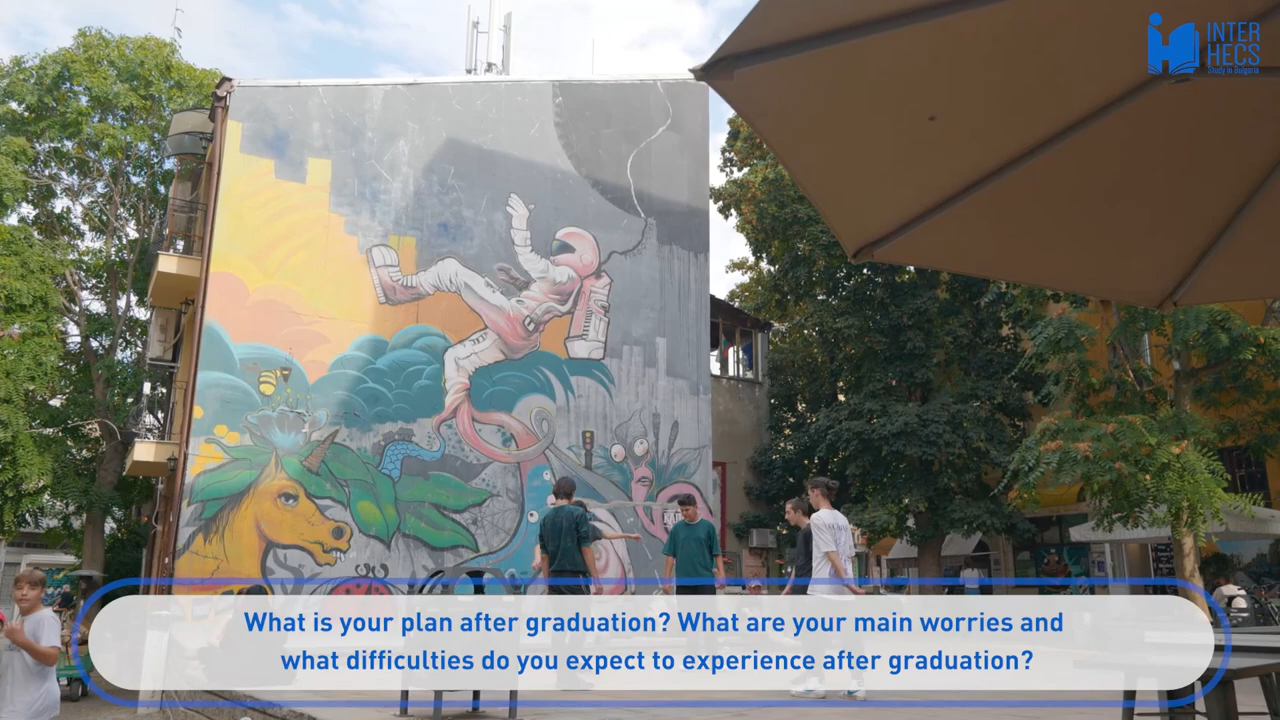 INTER
HECS
Study in Bulgaria
What is your plan after graduation? What are your main worries and
what difficulties do you expect to experience after graduation?